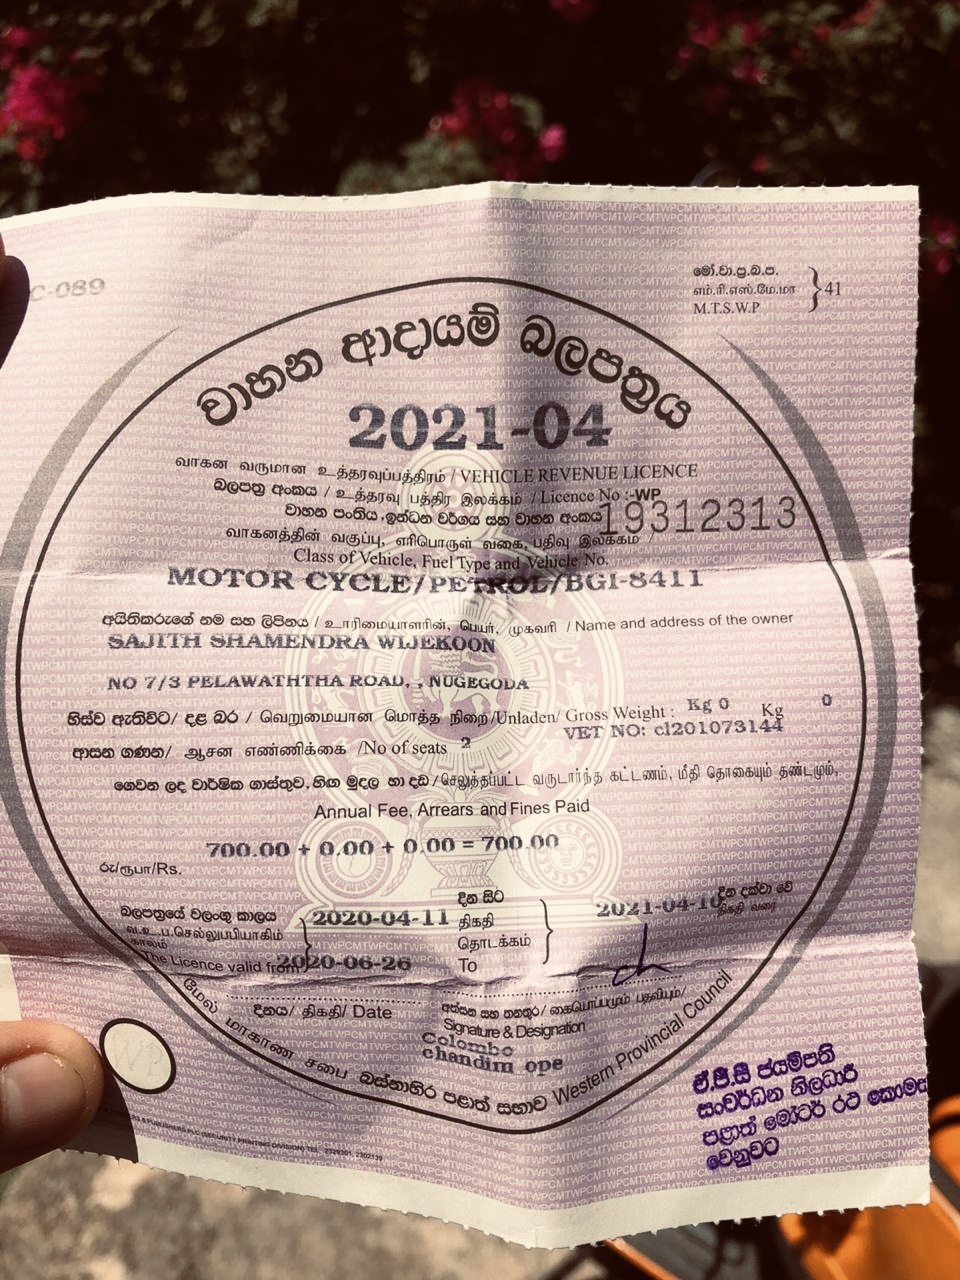 C-089
මෝ.වා.ප්‍ර.බ.ප.
எம்.ரி.எஸ்.மே.மா
M.T.S.W.P
41
වාහන ආදායම් බලපත්‍රය
2021-04
வாகன வருமான உத்தரவுப்பத்திரம் / VEHICLE REVENUE LICENCE
බලපත්‍ර අංකය / உத்தரவு பத்திர இலக்கம் / Licence No :-WP
වාහන පංතිය, ඉන්ධන වර්ගය සහ වාහන අංකය 19312313
வாகனத்தின் வகுப்பு, எரிபொருள் வகை, பதிவு இலக்கம் /
Class of Vehicle, Fuel Type and Vehicle No.
MOTOR CYCLE/PETROL/BGI-8411
අයිතිකරුගේ නම සහ ලිපිනය / உரிமையாளரின், பெயர், முகவரி / Name and address of the owner
SAJITH SHAMENDRA WIJEKOON
NO 7/3 PELAWATHTHA ROAD, , NUGEGODA
හිස්ව ඇතිවිට/ දළ බර / வெறுமையான மொத்த நிறை/Unladen/ Gross Weight : Kg 0 Kg 0
VET NO: cl201073144
ආසන ගණන/ ஆசன எண்ணிக்கை /No of seats 2
ගෙවන ලද වාර්ෂික ගාස්තුව, හිඟ මුදල හා දඩ / செலுத்தப்பட்ட வருடார்ந்த கட்டணம், மீதி தொகையும் தண்டமும்,
Annual Fee, Arrears and Fines Paid
700.00 + 0.00 + 0.00 = 700.00
රු/ரூபா/Rs.
බලපත්‍රයේ වලංගු කාලය
2020-04-11
දින සිට
திகதி
தொடக்கம்
To
2021-04-10
දින දක්වා වේ
திகதி வரை
காலம்
The Licence valid from
2020-06-26
දිනය/ திகதி/ Date
අත්සන සහ තනතුර/ கையொப்பமும் பதவியும்/
Signature & Designation
Colombo
chandim ope
மேல் மாகாண சபை බස්නාහිර පළාත් සභාව Western Provincial Council
WP
ඒ.ජී.සී ජයම්පති
සංවර්ධන නිලධාරී
පළාත් මෝටර් රථ කොමස
වෙනුවට